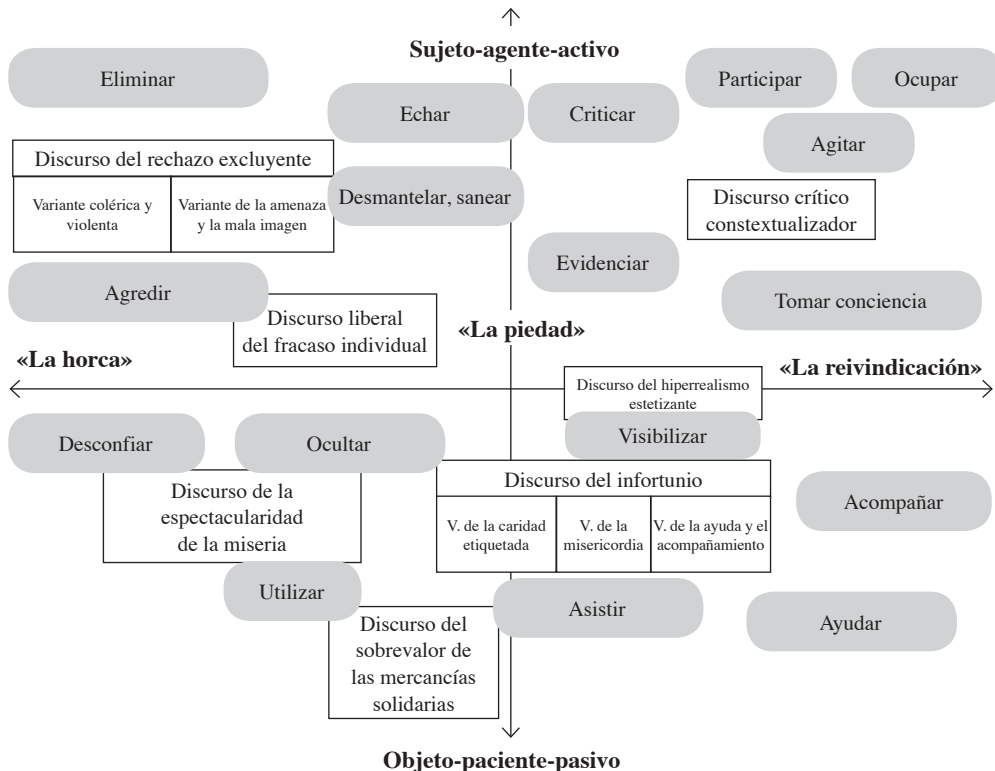 Sujeto-agente-activo
Eliminar
Participar
Ocupar
Echar
Criticar
Agitar
Discurso del rechazo excluyente
Variante colérica y
violenta
Variante de la amenaza
y la mala imagen
Desmantelar, sanear
Discurso crítico
constextualizador
Evidenciar
Agredir
Tomar conciencia
Discurso liberal
del fracaso individual
«La piedad»
«La horca»
«La reivindicación»
Discurso del hiperrealismo
estetizante
Desconfiar
Ocultar
Visibilizar
Discurso de la
espectacularidad
de la miseria
Discurso del infortunio
V. de la caridad
etiquetada
V. de la
misericordia
V. de la ayuda y el
acompañamiento
Acompañar
Utilizar
Asistir
Ayudar
Discurso del
sobrevalor de
las mercancías
solidarias
Objeto-paciente-pasivo